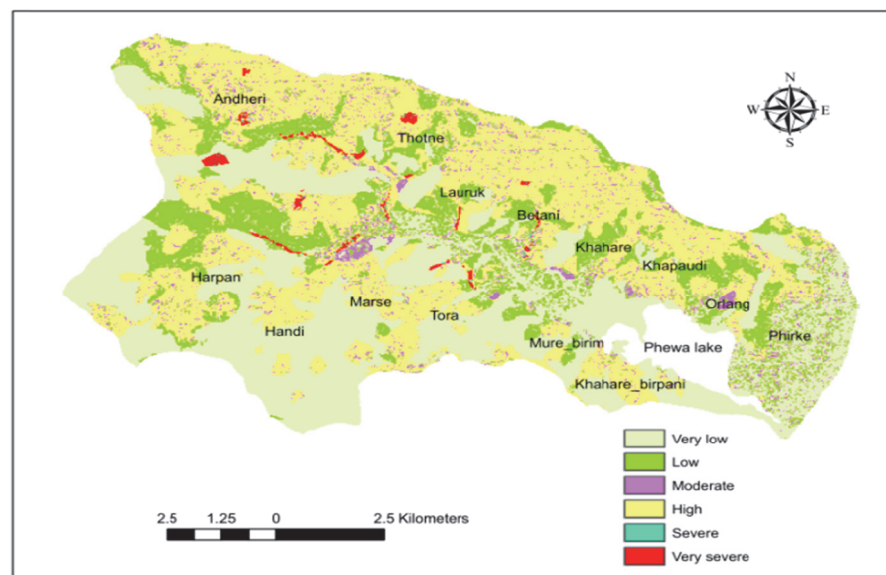 N
W E
S
Andheri
Thotne
Lauruk
Betani
Khahare
Khapaudi
Harpan
Orlang
Marse
Handi
Tora
Phirke
Mure_birim
Phewa lake
Khahare_birpani
Very low
Low
Moderate
High
Severe
Very severe
2.5 1.25 0 2.5 Kilometers